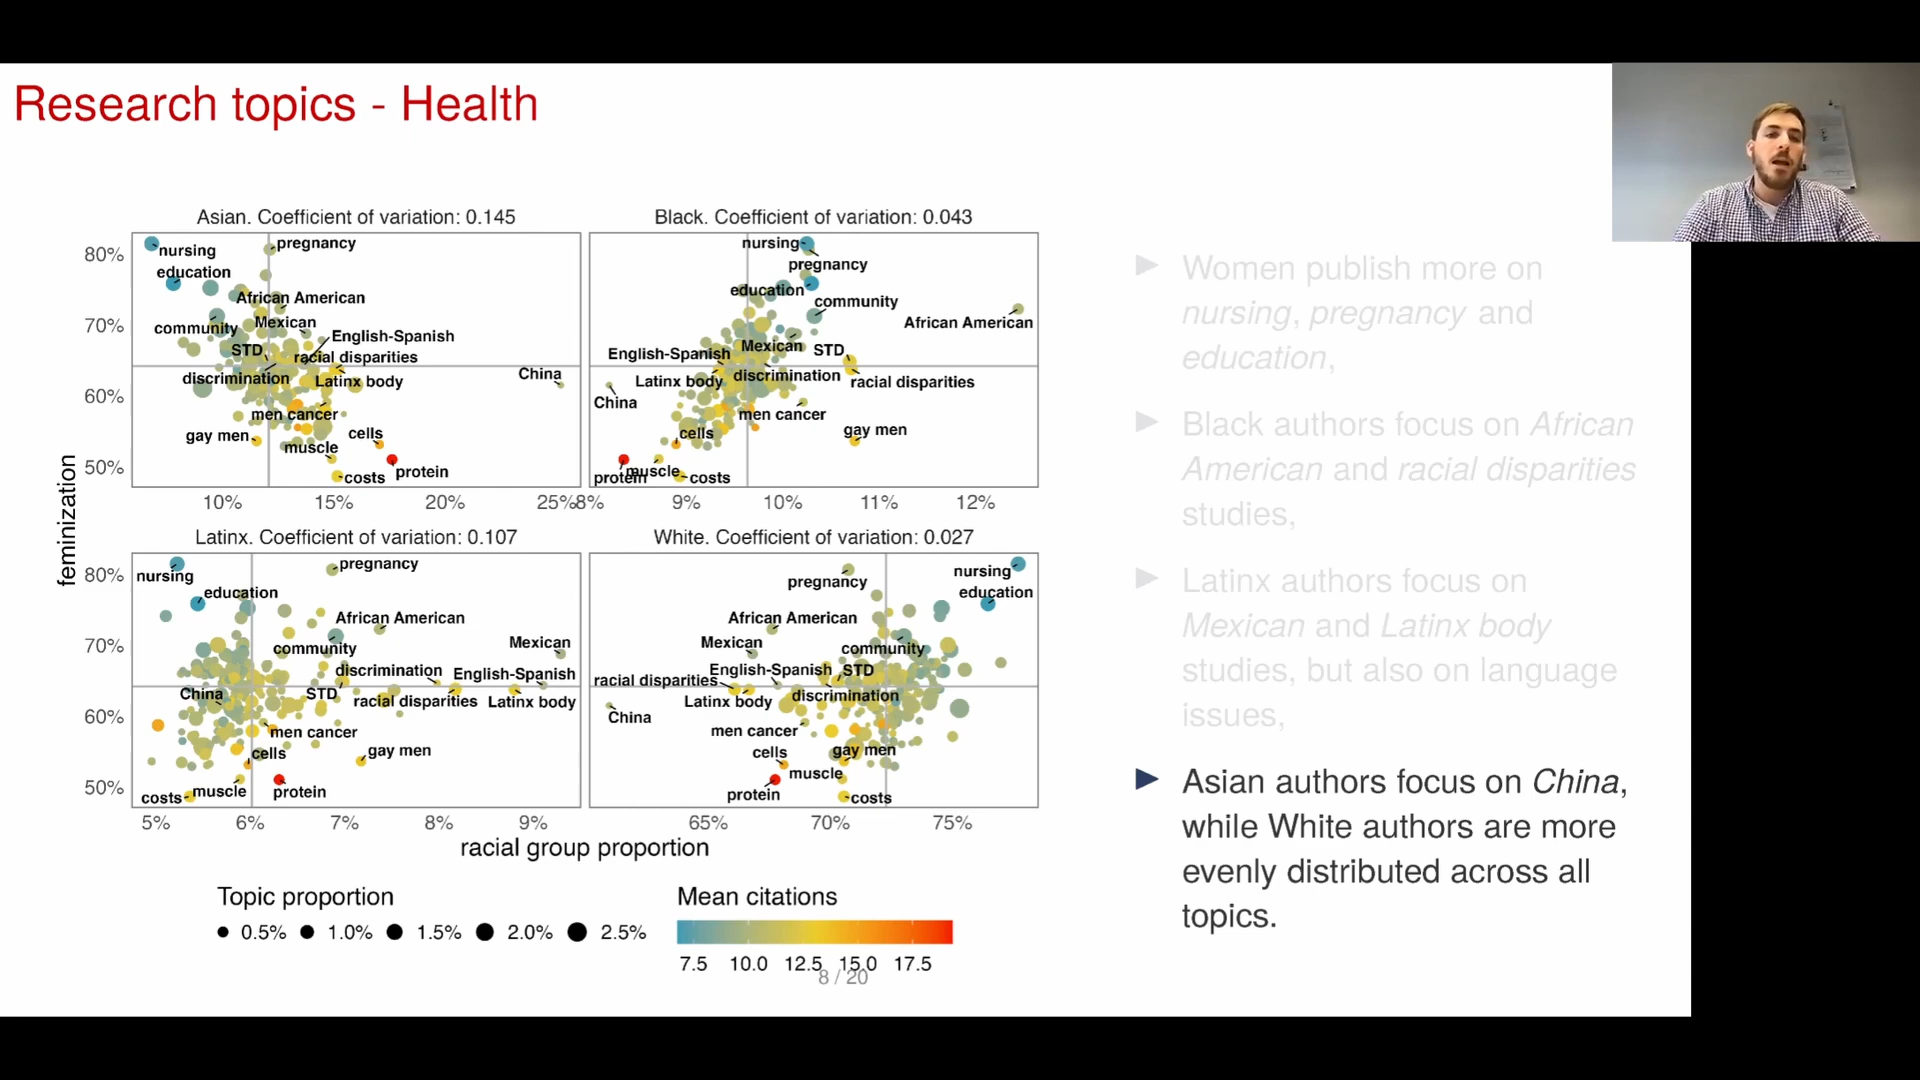 Research topics - Health
Asian. Coefficient of variation: 0.145
80%
70%
60%
50%
nursing
pregnancy
education
African American
community
Mexican
English-Spanish
STD
racial disparities
discrimination
Latinx body
China
men cancer
gay men
cells
muscle
protein
costs
10%
15%
20%
25%
Black. Coefficient of variation: 0.043
nursing
pregnancy
education
community
African American
English-Spanish
Mexican
STD
Latinx body
discrimination
racial disparities
China
men cancer
cells
gay men
protein
muscle
costs
8%
9%
10%
11%
12%
feminization
Latinx. Coefficient of variation: 0.107
80%
70%
60%
50%
nursing
pregnancy
education
African American
community
Mexican
discrimination
English-Spanish
China
STD
racial disparities
Latinx body
men cancer
cells
gay men
costs
muscle
protein
5%
6%
7%
8%
9%
White. Coefficient of variation: 0.027
nursing
pregnancy
education
African American
Mexican
community
English-Spanish
STD
racial disparities
Latinx body
discrimination
China
men cancer
cells
gay men
muscle
protein
costs
65%
70%
75%
racial group proportion
Topic proportion
0.5%
1.0%
1.5%
2.0%
2.5%
Mean citations
7.5
10.0
12.5
15.0
17.5
8 / 20
Women publish more on
nursing, pregnancy and
education,
Black authors focus on African
American and racial disparities
studies,
Latinx authors focus on
Mexican and Latinx body
studies, but also on language
issues,
Asian authors focus on China,
while White authors are more
evenly distributed across all
topics.